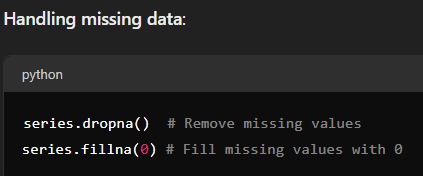 Handling missing data:
python
series.dropna()  # Remove missing values
series.fillna(0) # Fill missing values with 0